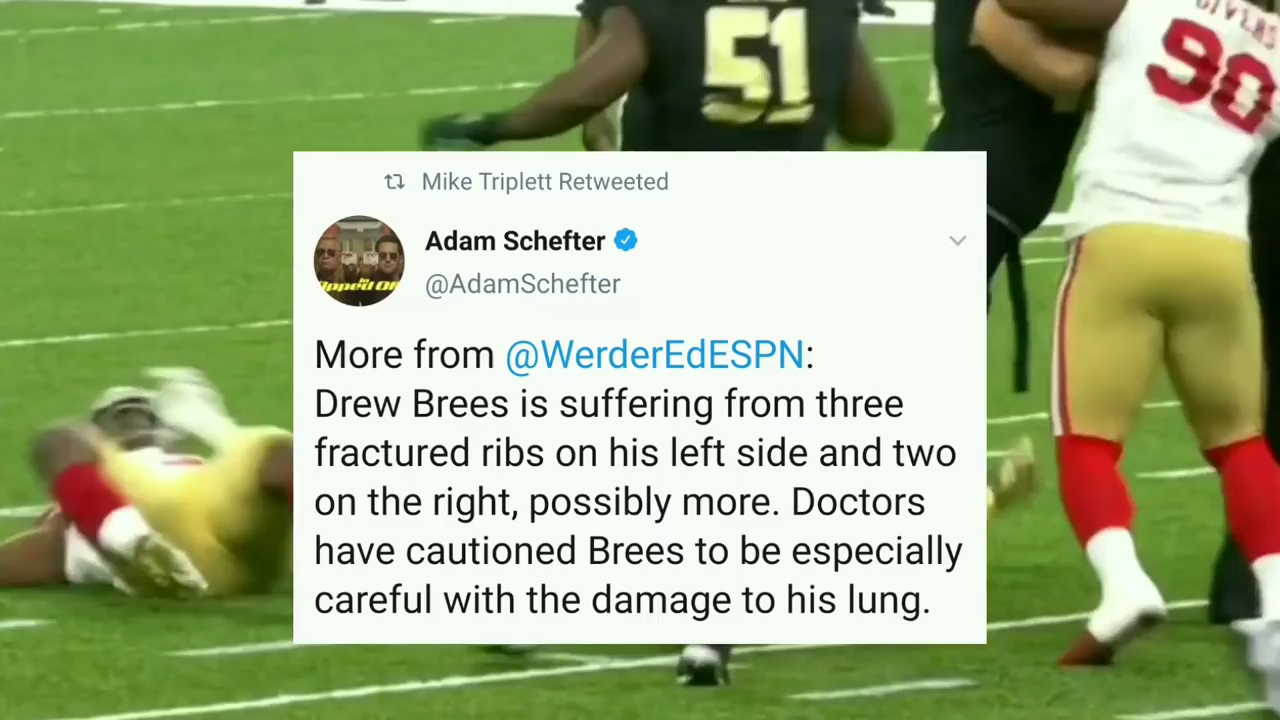 51
GIVENS
90
Mike Triplett Retweeted
Adam Schefter
@AdamSchefter
More from @WerderEdESPN:
Drew Brees is suffering from three
fractured ribs on his left side and two
on the right, possibly more. Doctors
have cautioned Brees to be especially
careful with the damage to his lung.